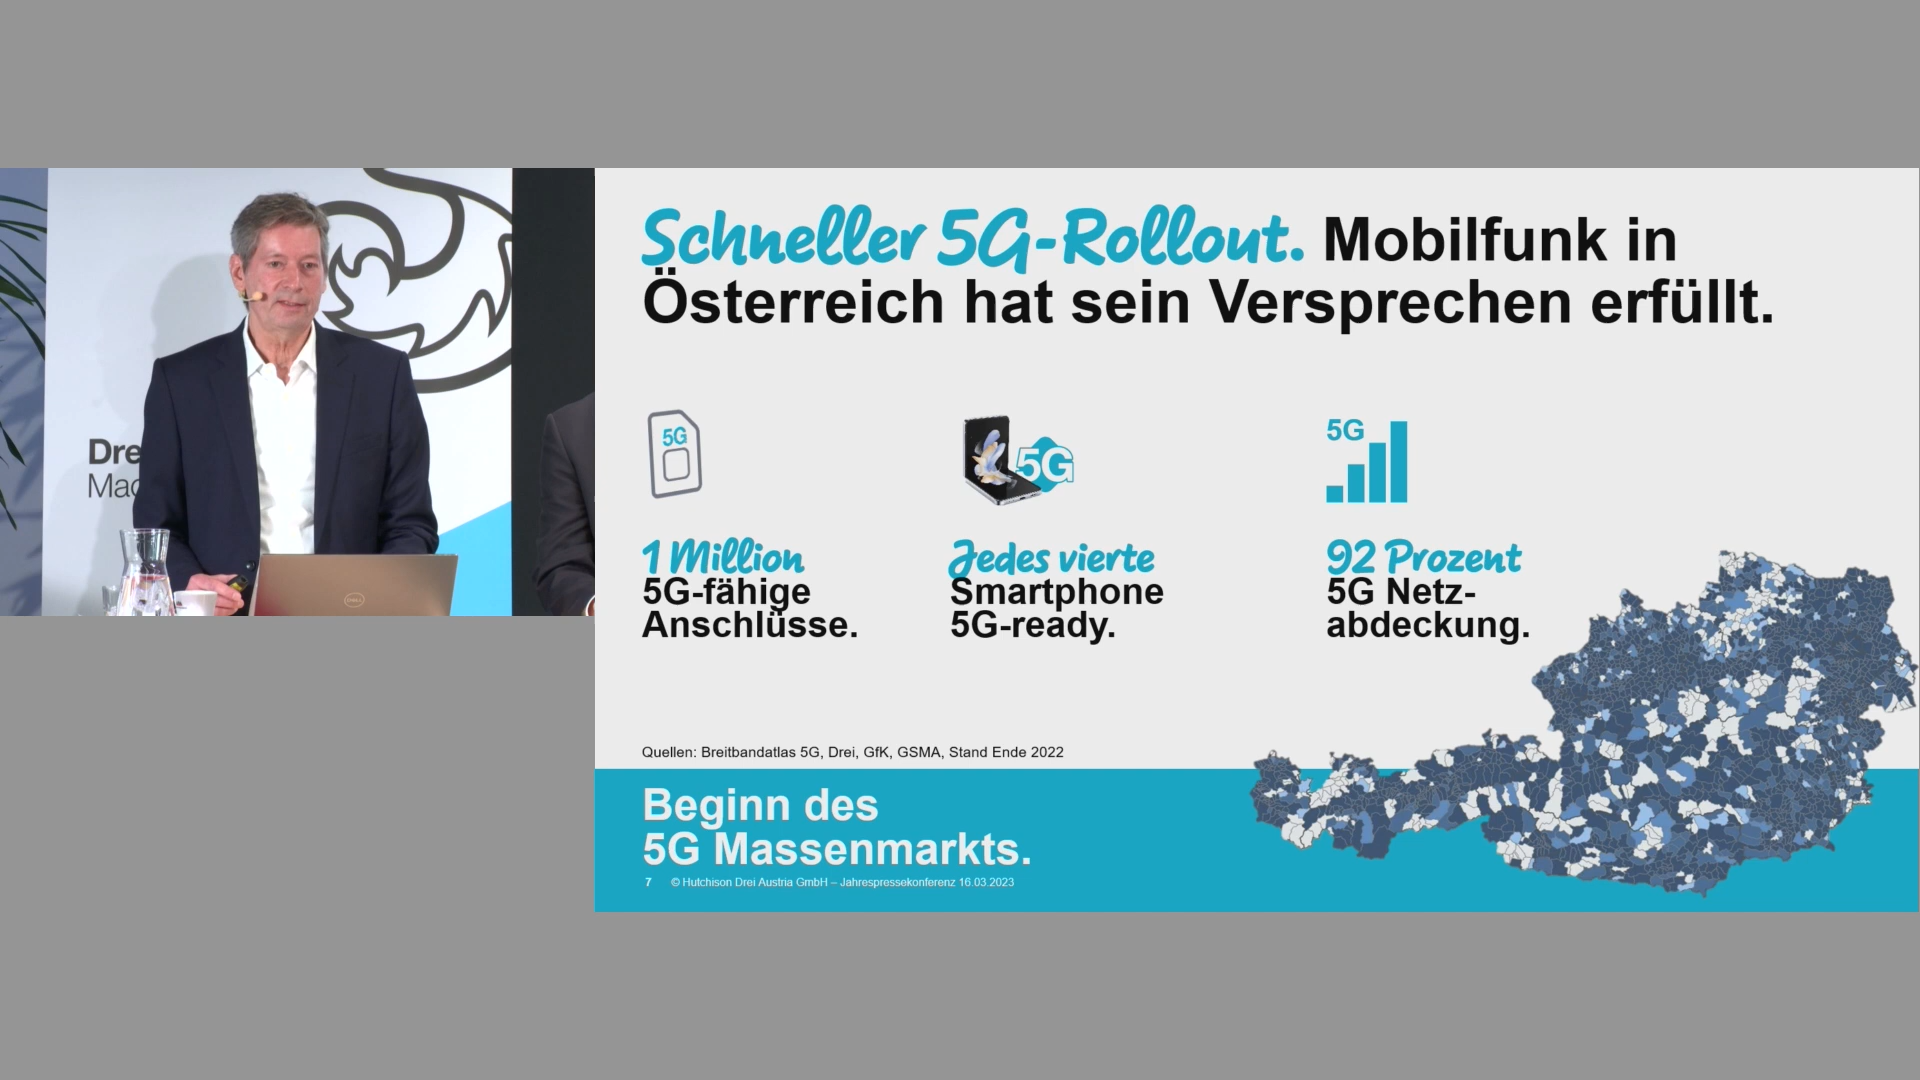 Dre
Mac
DELL
Schneller 5G-Rollout. Mobilfunk in
Österreich hat sein Versprechen erfüllt.
5G
5G
5G
1 Million
5G-fähige
Anschlüsse.
Jedes vierte
Smartphone
5G-ready.
92 Prozent
5G Netz-
abdeckung.
Quellen: Breitbandatlas 5G, Drei, GfK, GSMA, Stand Ende 2022
Beginn des
5G Massenmarkts.
7 © Hutchison Drei Austria GmbH – Jahrespressekonferenz 16.03.2023